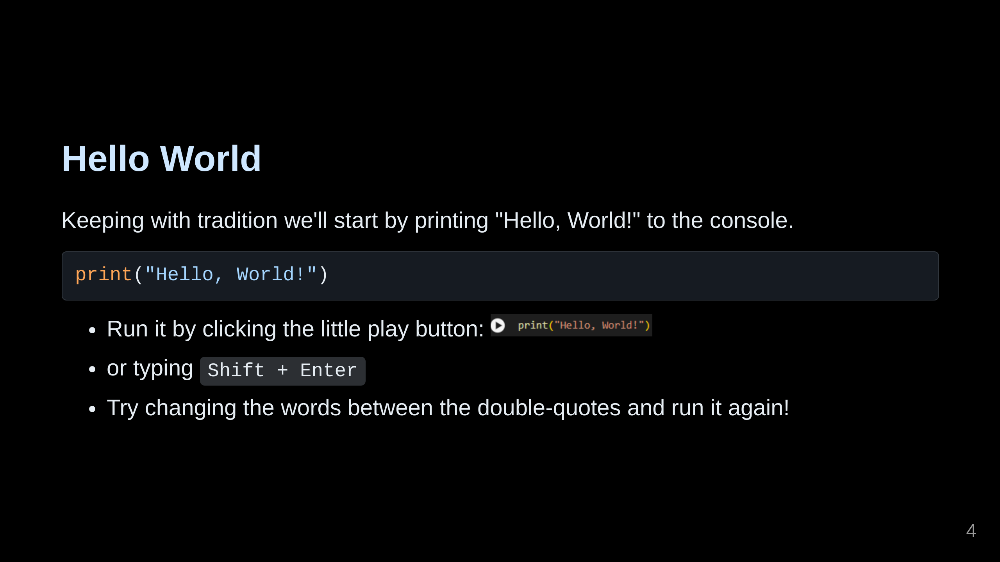 Hello World
Keeping with tradition we'll start by printing "Hello, World!" to the console.
print("Hello, World!")
• Run it by clicking the little play button: print("Hello, World!")
• or typing Shift + Enter
• Try changing the words between the double-quotes and run it again!
4